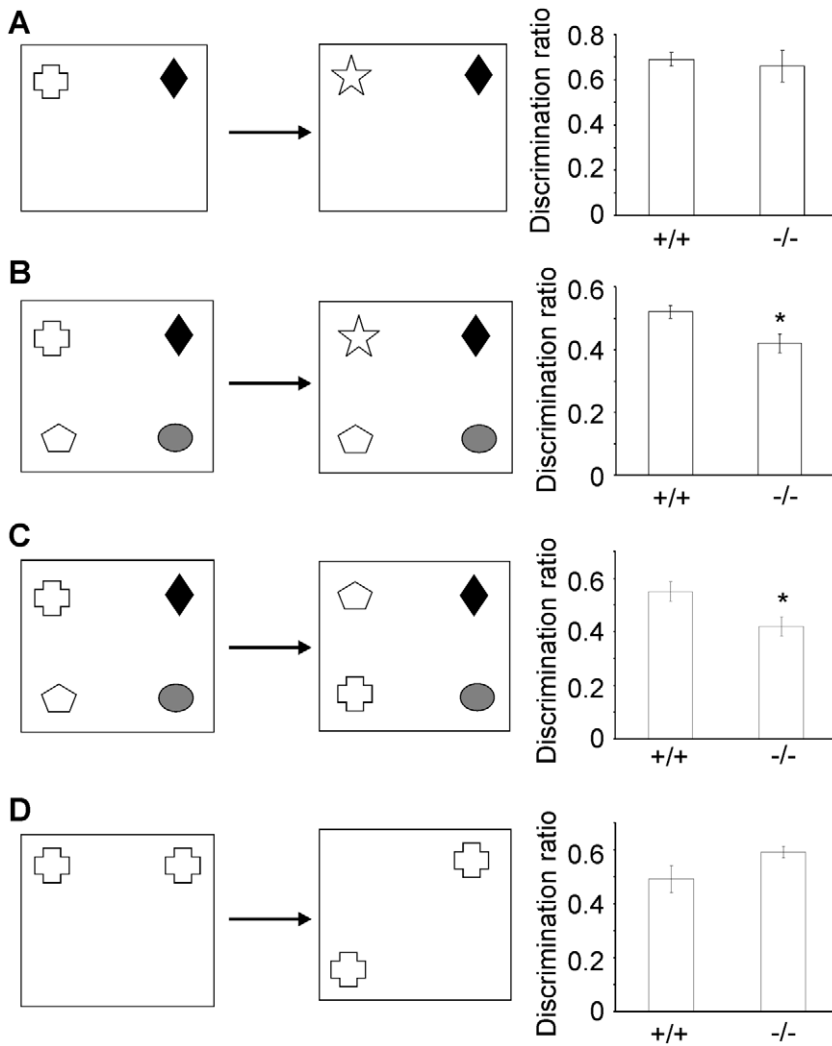 A
Discrimination ratio
0.8
0.6
0.4
0.2
0
+/+ -/-
B
Discrimination ratio
0.6
0.4
0.2
0
*
+/+ -/-
C
Discrimination ratio
0.6
0.4
0.2
0
*
+/+ -/-
D
Discrimination ratio
0.6
0.4
0.2
0
+/+ -/-